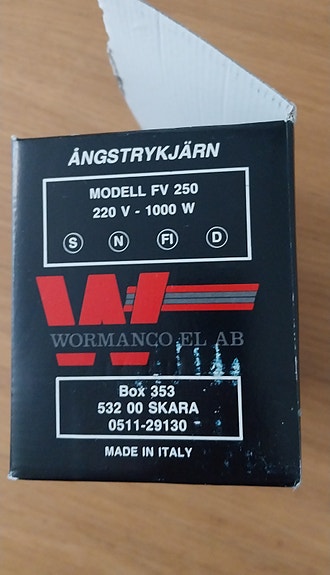 ÅNGSTRYKJÄRN
MODELL FV 250
220 V - 1000 W
S N FI D
W
WORMANCO EL AB
Box 353
532 00 SKARA
0511-29130
MADE IN ITALY